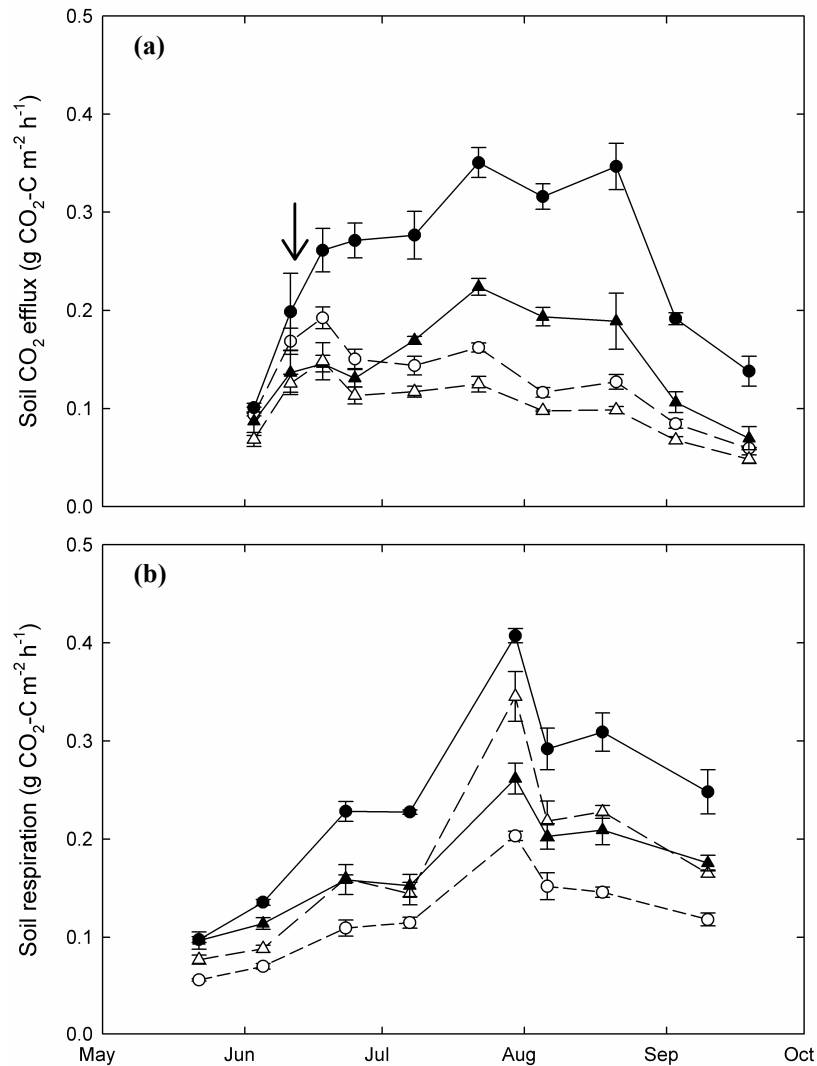 (a)
Soil CO₂ efflux (g CO₂-C m⁻² h⁻¹)
0.5
0.4
0.3
0.2
0.1
0.0
(b)
Soil respiration (g CO₂-C m⁻² h⁻¹)
0.5
0.4
0.3
0.2
0.1
0.0
May Jun Jul Aug Sep Oct